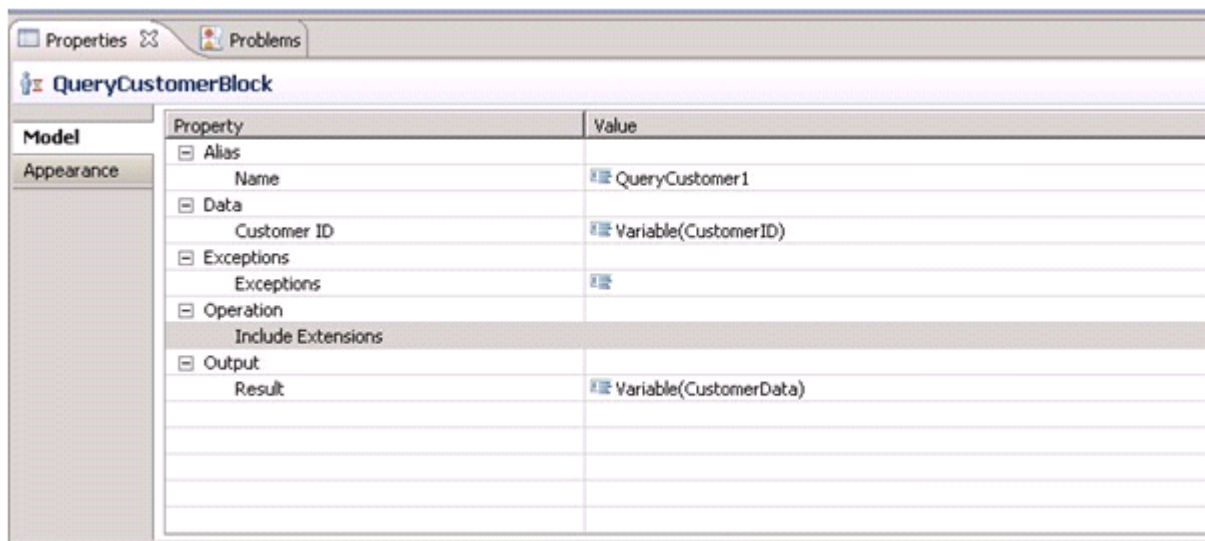 Properties Problems
QueryCustomerBlock
Model
Appearance
Property Value
Alias
Name QueryCustomer1
Data
Customer ID Variable(CustomerID)
Exceptions
Exceptions
Operation
Include Extensions
Output
Result Variable(CustomerData)